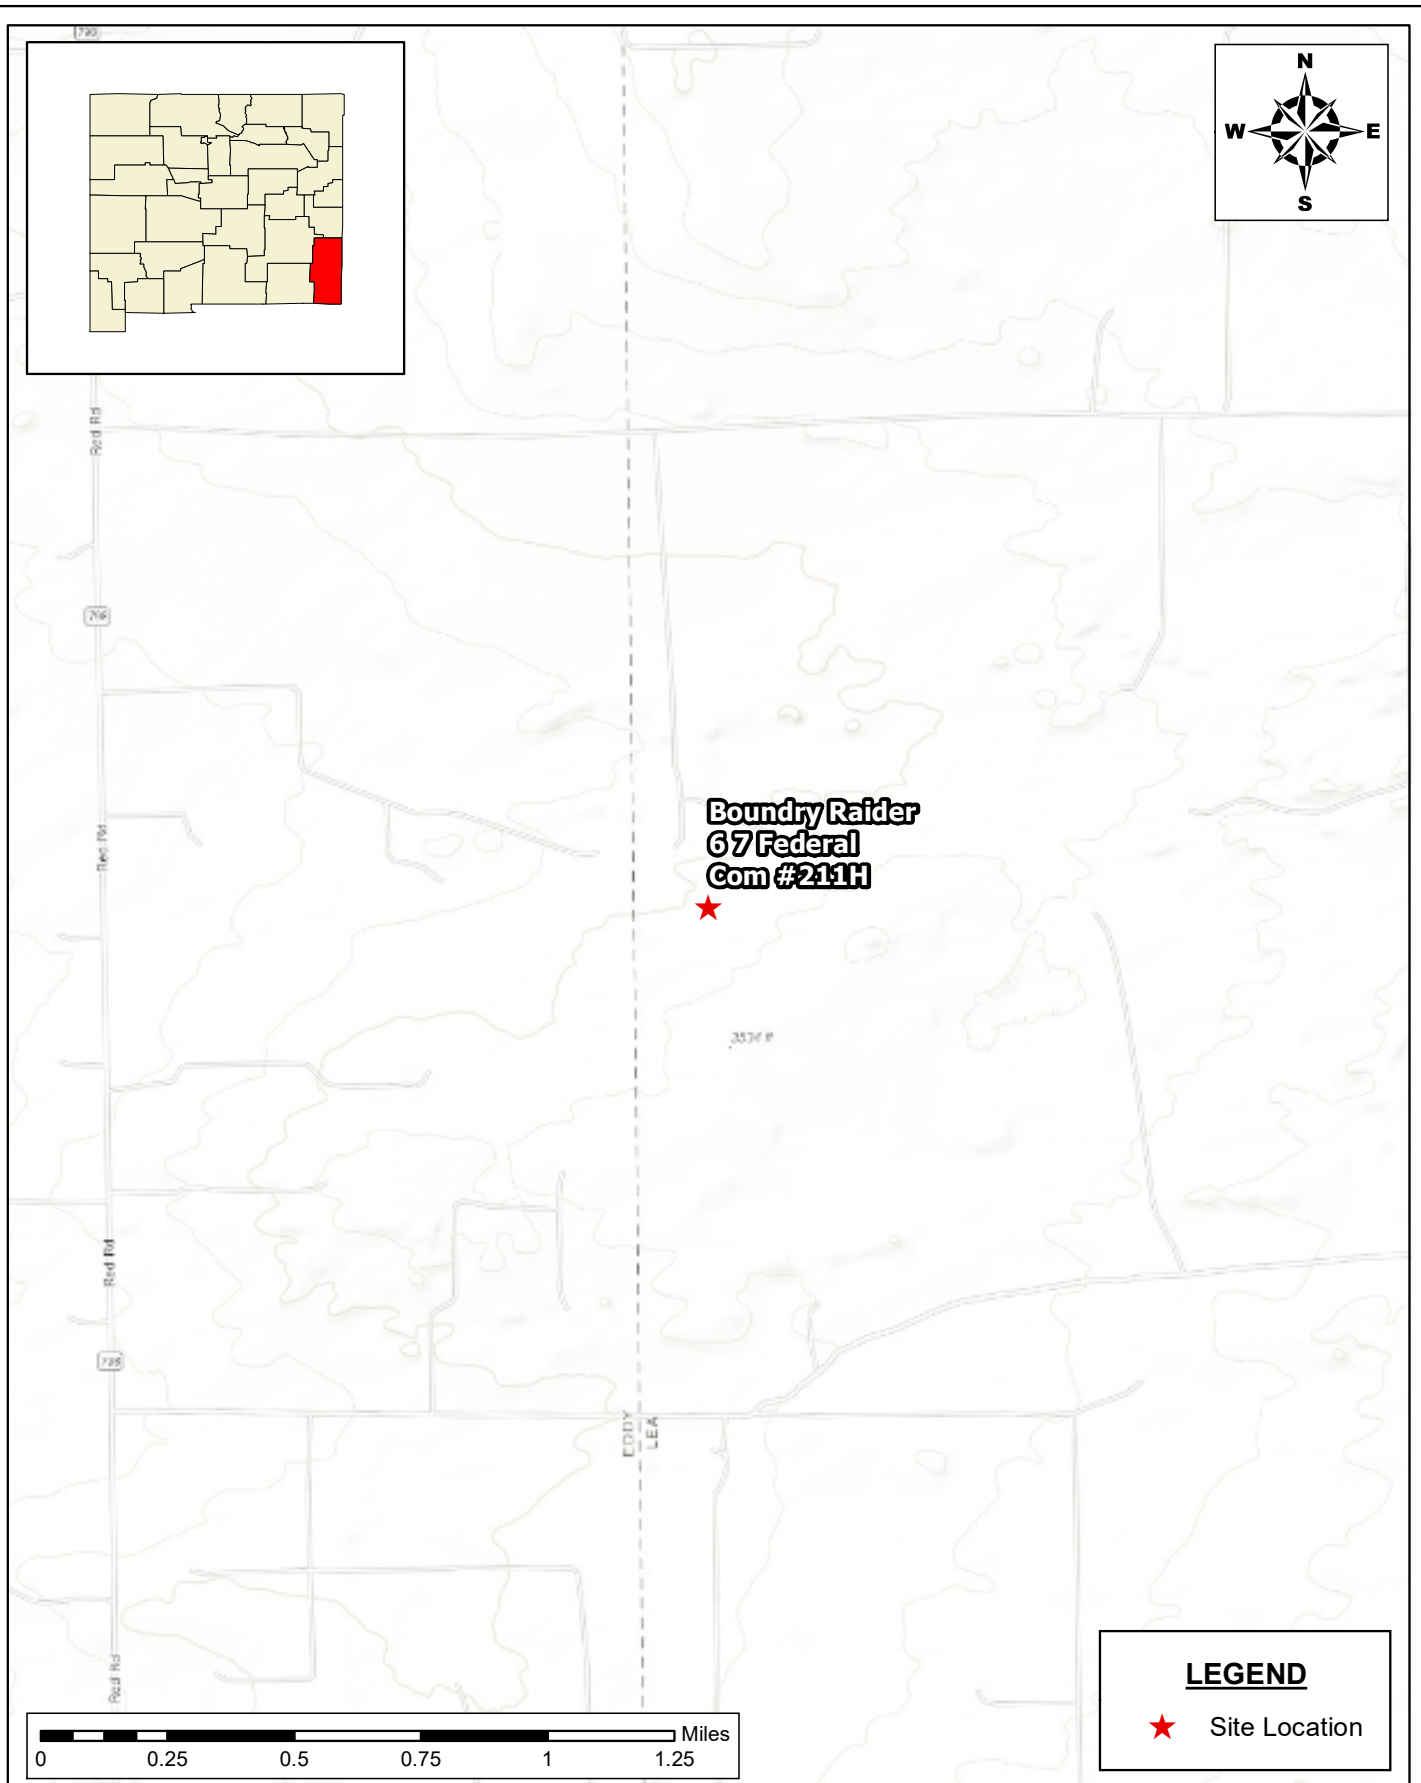 N
W E
S
Red Rd
Boundry Raider
6 7 Federal
Com #211H
Red Rd
Red Rd
EDDY
LEA
Red Rd
LEGEND
Site Location
Miles
0 0.25 0.5 0.75 1 1.25